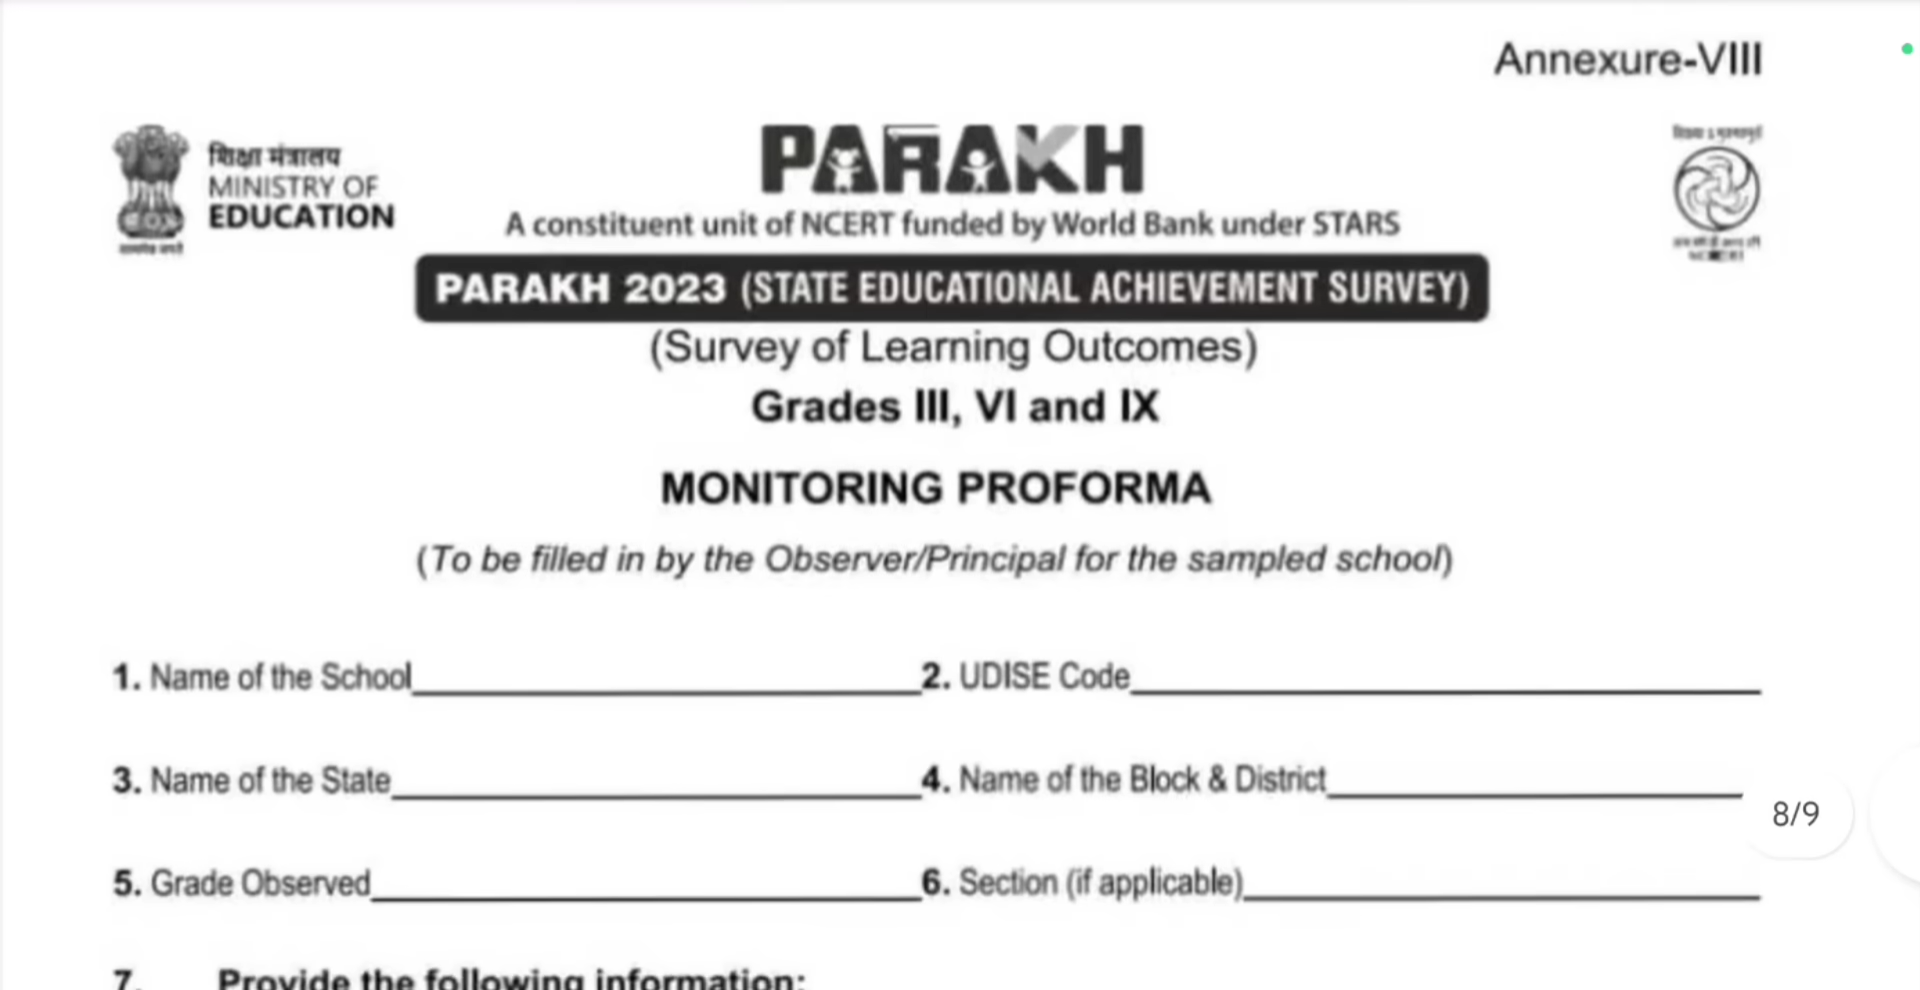 Annexure-VIII
शिक्षा मंत्रालय
MINISTRY OF
EDUCATION
PARAKH
A constituent unit of NCERT funded by World Bank under STARS
PARAKH 2023 (STATE EDUCATIONAL ACHIEVEMENT SURVEY)
(Survey of Learning Outcomes)
Grades III, VI and IX
MONITORING PROFORMA
(To be filled in by the Observer/Principal for the sampled school)
1. Name of the School 2. UDISE Code
3. Name of the State 4. Name of the Block & District
8/9
5. Grade Observed 6. Section (if applicable)
7. Provide the following information: